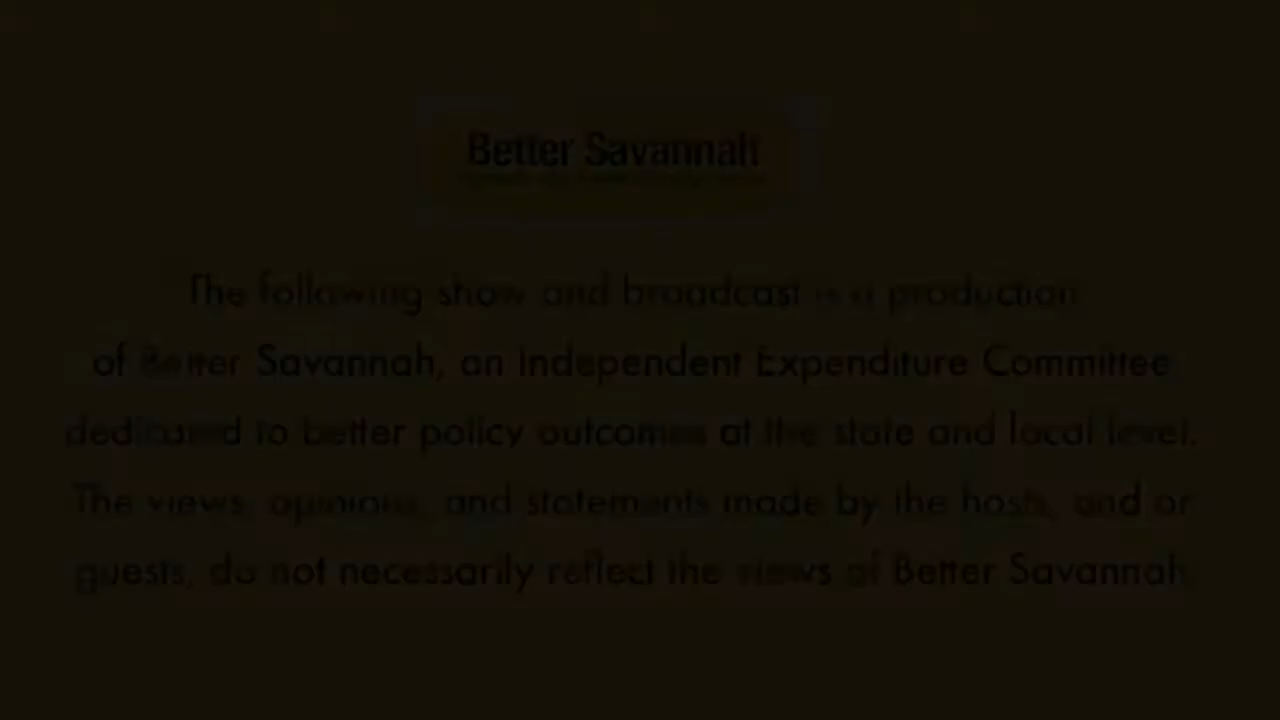 Better Savannah
The following show and broadcast is a production
of Better Savannah, an Independent Expenditure Committee
dedicated to better policy outcomes at the state and local level.
The views, opinions, and statements made by the hosts, and or
guests, do not necessarily reflect the views of Better Savannah.